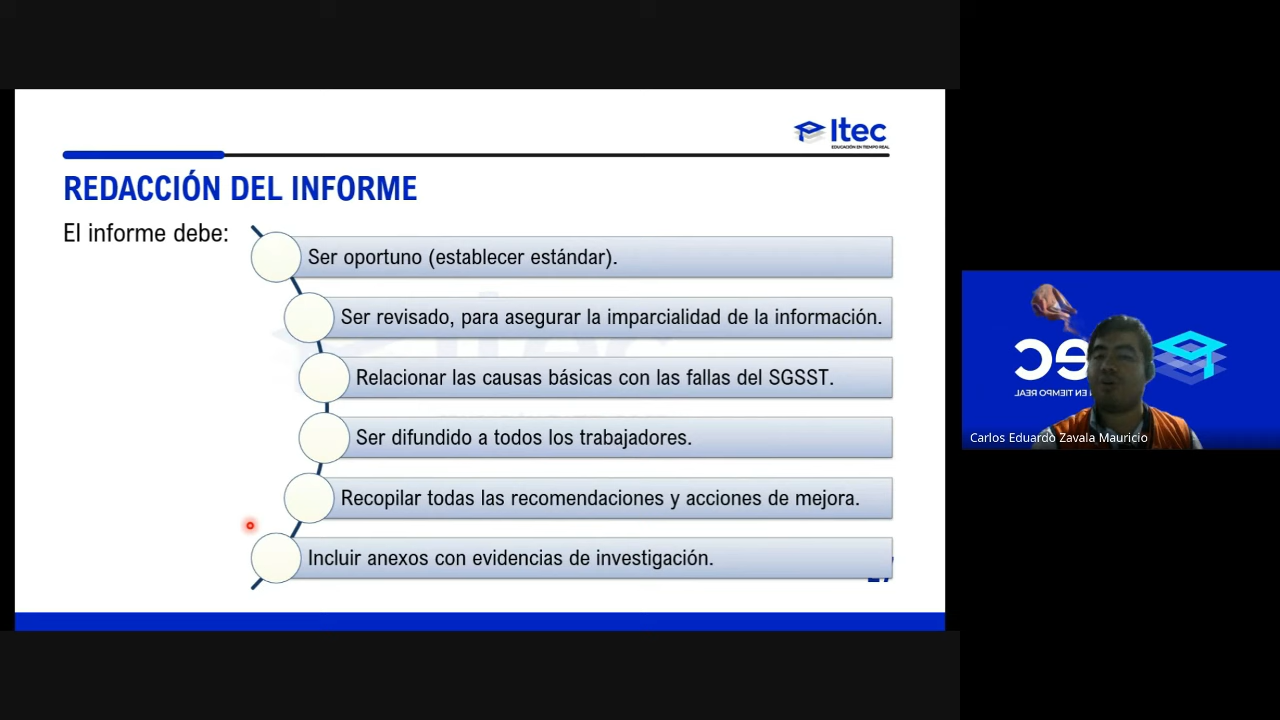 Itec
EDUCACIÓN EN TIEMPO REAL
REDACCIÓN DEL INFORME
El informe debe:
Ser oportuno (establecer estándar).
Ser revisado, para asegurar la imparcialidad de la información.
Relacionar las causas básicas con las fallas del SGSST.
Ser difundido a todos los trabajadores.
Recopilar todas las recomendaciones y acciones de mejora.
Incluir anexos con evidencias de investigación.
Carlos Eduardo Zavala Mauricio